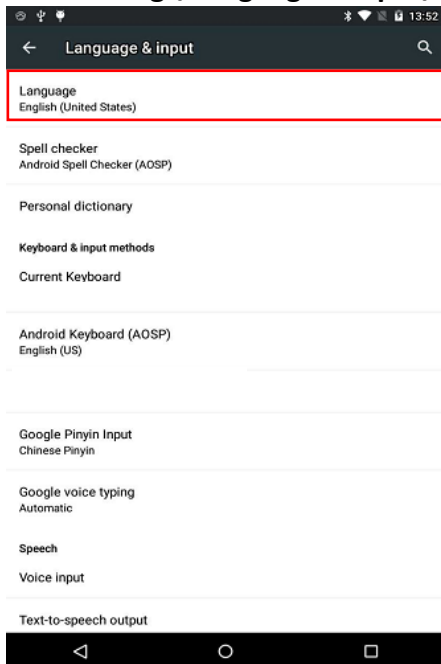 13:52
Language & input
Language
English (United States)
Spell checker
Android Spell Checker (AOSP)
Personal dictionary
Keyboard & input methods
Current Keyboard
Android Keyboard (AOSP)
English (US)
Google Pinyin Input
Chinese Pinyin
Google voice typing
Automatic
Speech
Voice input
Text-to-speech output